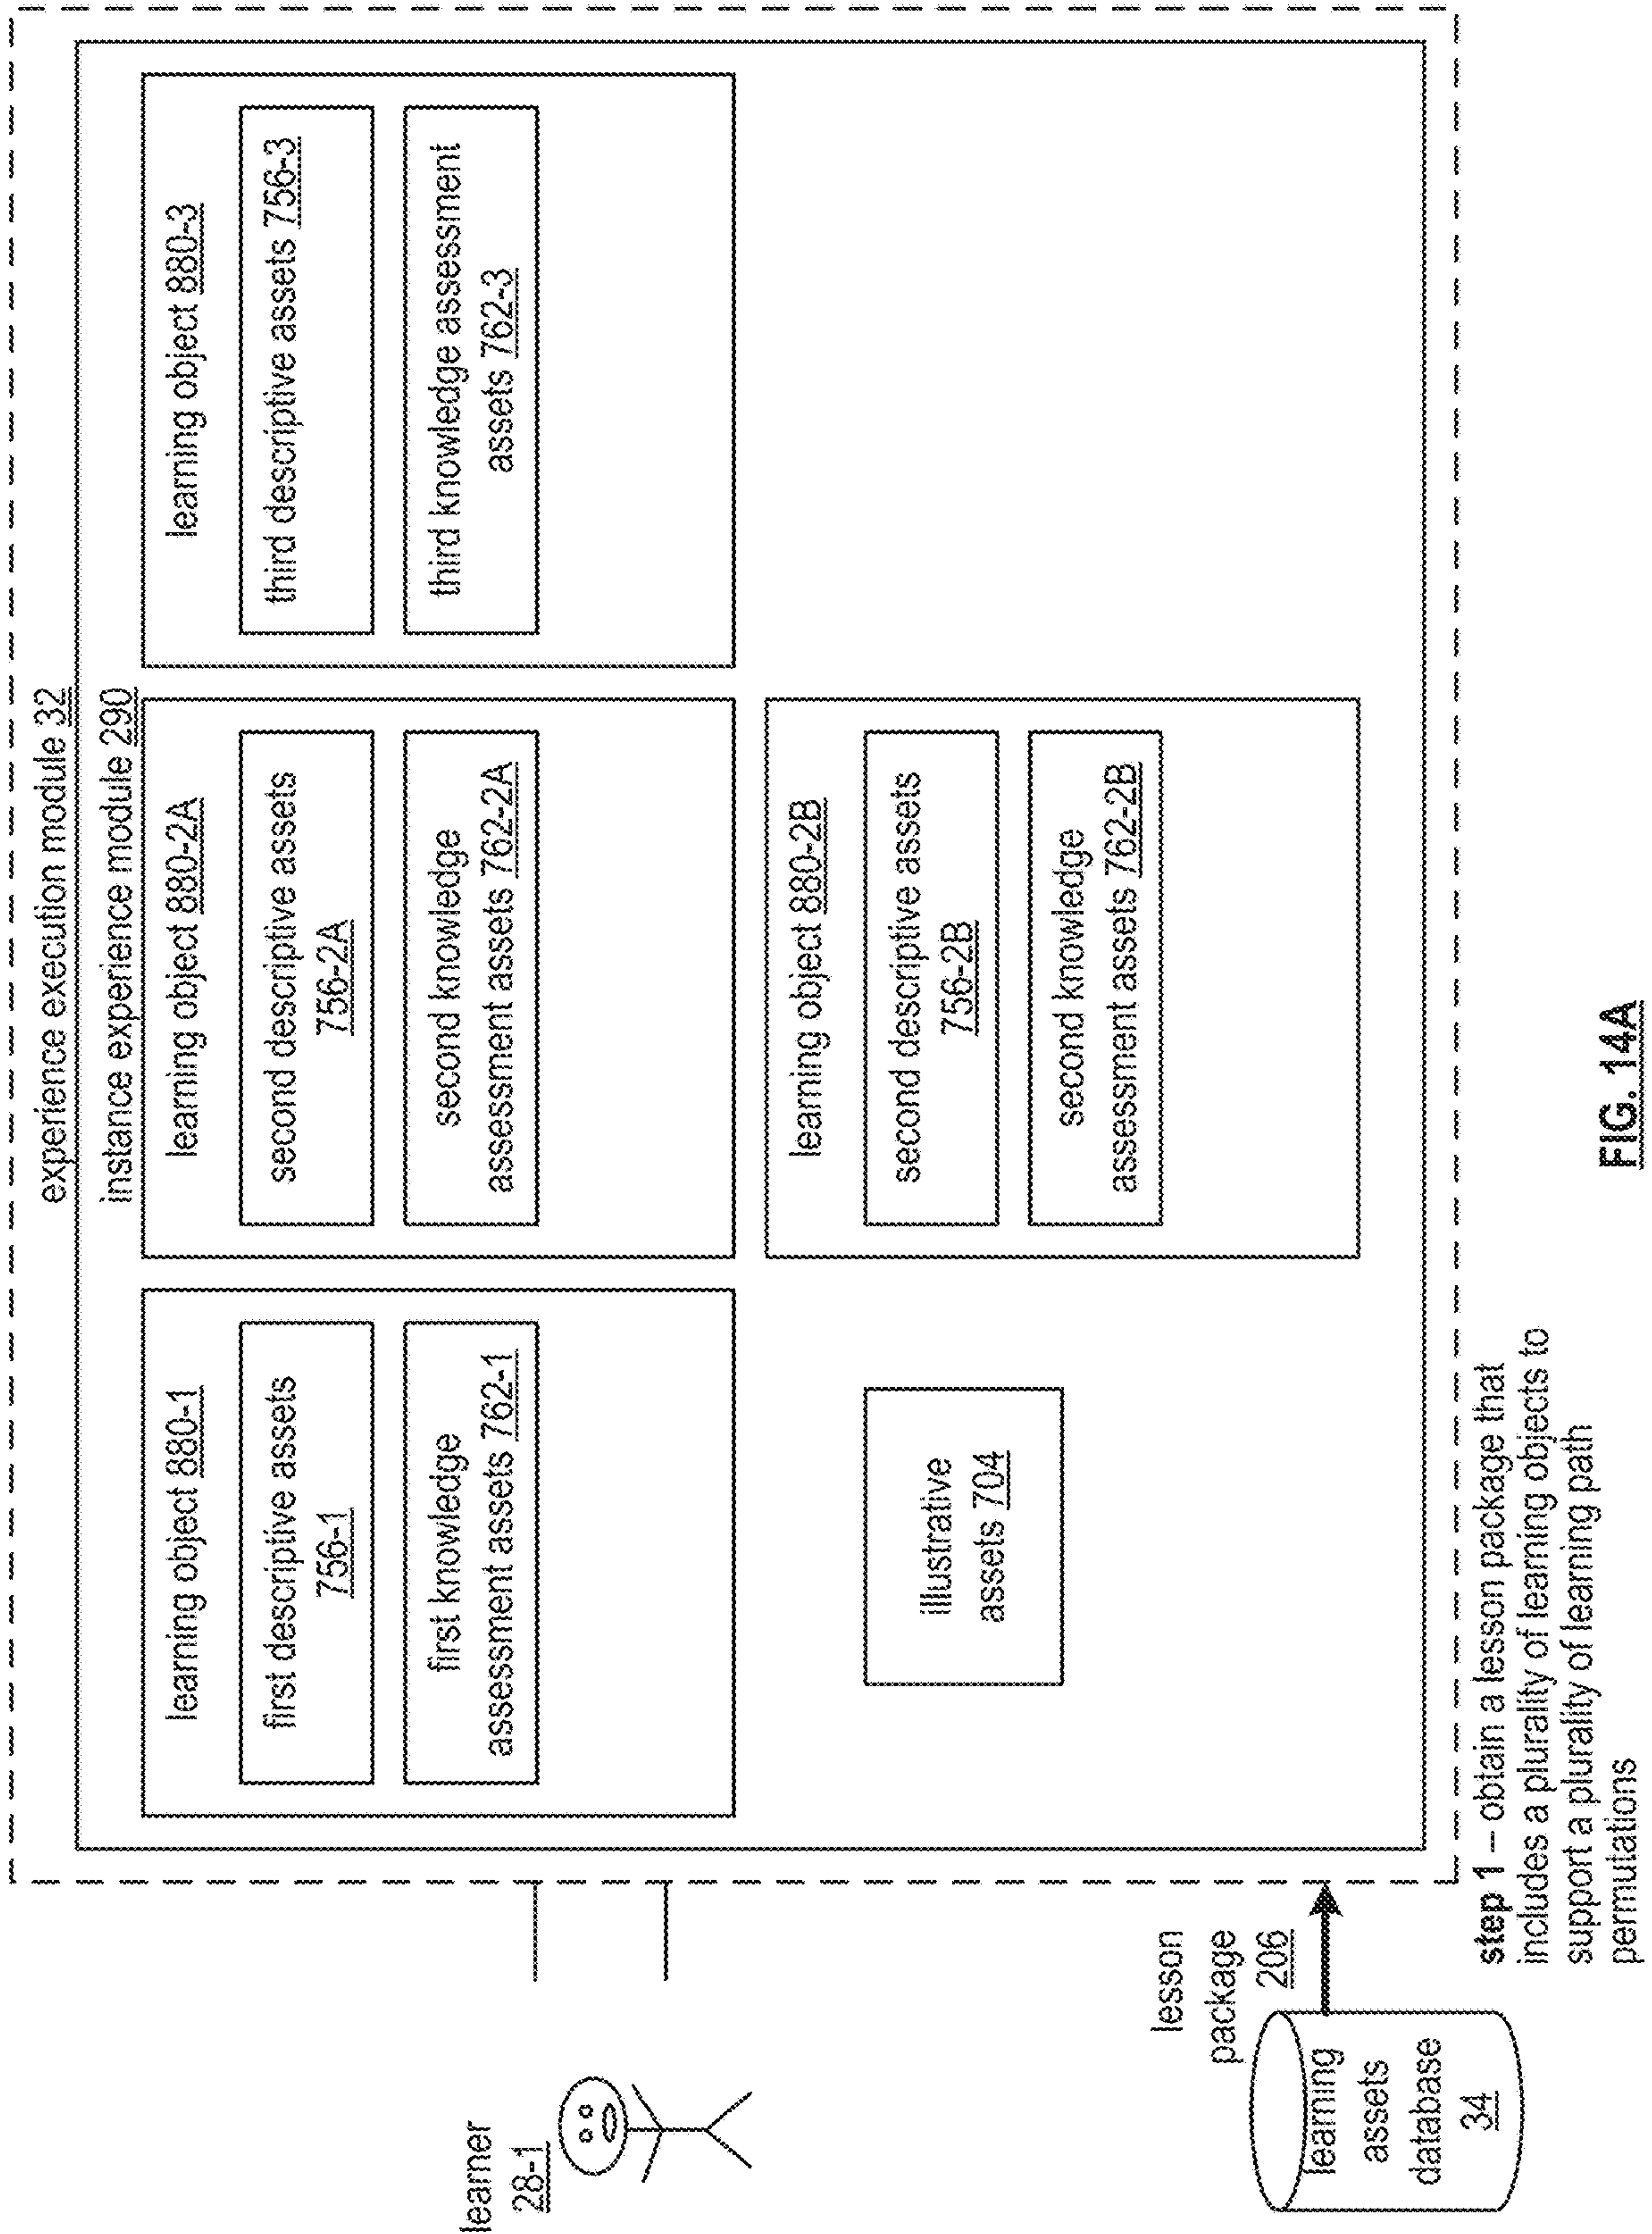 experience execution module 32
instance experience module 290
learning object 880-1
first descriptive assets
756-1
first knowledge
assessment assets 762-1
learning object 880-2A
second descriptive assets
756-2A
second knowledge
assessment assets 762-2A
learning object 880-3
third descriptive assets 756-3
third knowledge assessment
assets 762-3
illustrative
assets 704
learning object 880-2B
second descriptive assets
756-2B
second knowledge
assessment assets 762-2B
learner
28-1
lesson
package
206
learning
assets
database
34
step 1 – obtain a lesson package that
includes a plurality of learning objects to
support a plurality of learning path
permutations
FIG. 14A